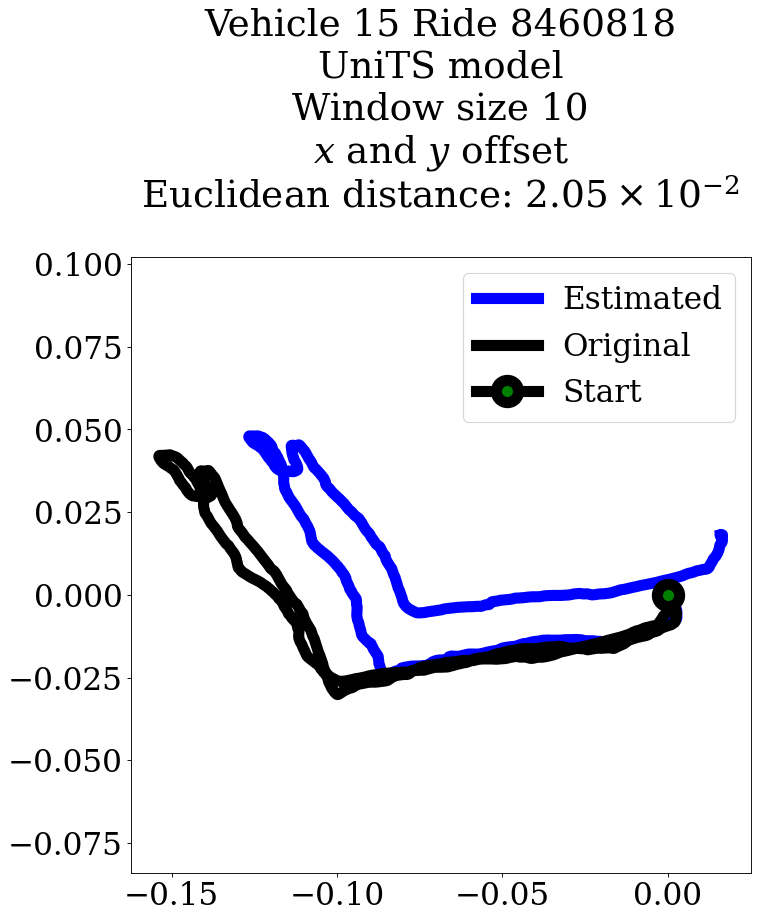 Vehicle 15 Ride 8460818
UniTS model
Window size 10
x and y offset
Euclidean distance: 2.05 × 10⁻²
0.100
0.075
0.050
0.025
0.000
−0.025
−0.050
−0.075
Estimated
Original
Start
−0.15 −0.10 −0.05 0.00